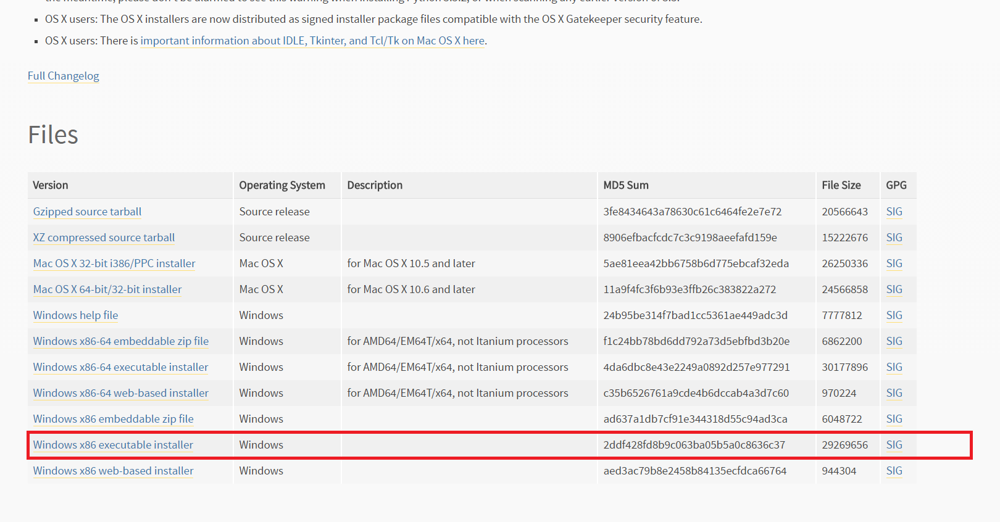 OS X users: The OS X installers are now distributed as signed installer package files compatible with the OS X Gatekeeper security feature.
OS X users: There is important information about IDLE, Tkinter, and Tcl/Tk on Mac OS X here.
Full Changelog
Files
Version Operating System Description MD5 Sum File Size GPG
Gzipped source tarball Source release 3fe8434643a78630c61c6464fe2e7e72 20566643 SIG
XZ compressed source tarball Source release 8906efbacfcdc7c3c9198aeefafd159e 15222676 SIG
Mac OS X 32-bit i386/PPC installer Mac OS X for Mac OS X 10.5 and later 5ae81eea42bb6758b6d775ebcaf32eda 26250336 SIG
Mac OS X 64-bit/32-bit installer Mac OS X for Mac OS X 10.6 and later 11a9f4fc3f6b93e3ffb26c383822a272 24566858 SIG
Windows help file Windows 24b95be314f7bad1cc5361ae449adc3d 7777812 SIG
Windows x86-64 embeddable zip file Windows for AMD64/EM64T/x64, not Itanium processors f1c24bb78bd6dd792a73d5ebfbd3b20e 6862200 SIG
Windows x86-64 executable installer Windows for AMD64/EM64T/x64, not Itanium processors 4da6dbc8e43e2249a0892d257e977291 30177896 SIG
Windows x86-64 web-based installer Windows for AMD64/EM64T/x64, not Itanium processors c35b6526761a9cde4b6dccab4a3d7c60 970224 SIG
Windows x86 embeddable zip file Windows ad637a1db7cf91e344318d55c94ad3ca 6048722 SIG
Windows x86 executable installer Windows 2ddf428fd8b9c063ba05b5a0c8636c37 29269656 SIG
Windows x86 web-based installer Windows aed3ac79b8e2458b84135ecfdca66764 944304 SIG